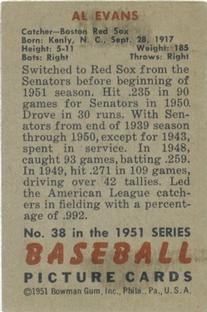 AL EVANS
Catcher—Boston Red Sox
Born: Kenly, N. C., Sept. 28, 1917
Height: 5-11 Weight: 185
Bats: Right Throws: Right
Switched to Red Sox from the
Senators before beginning of
1951 season. Hit .235 in 90
games for Senators in 1950.
Drove in 30 runs. With Sen-
ators from end of 1939 season
through 1950, except for 1943,
spent in service. In 1948,
caught 93 games, batting .259.
In 1949, hit .271 in 109 games,
driving over 42 tallies. Led
the American League catch-
ers in fielding with a percent-
age of .992.
No. 38 in the 1951 SERIES
BASEBALL
PICTURE CARDS
©1951 Bowman Gum, Inc., Phila., Pa., U. S. A.